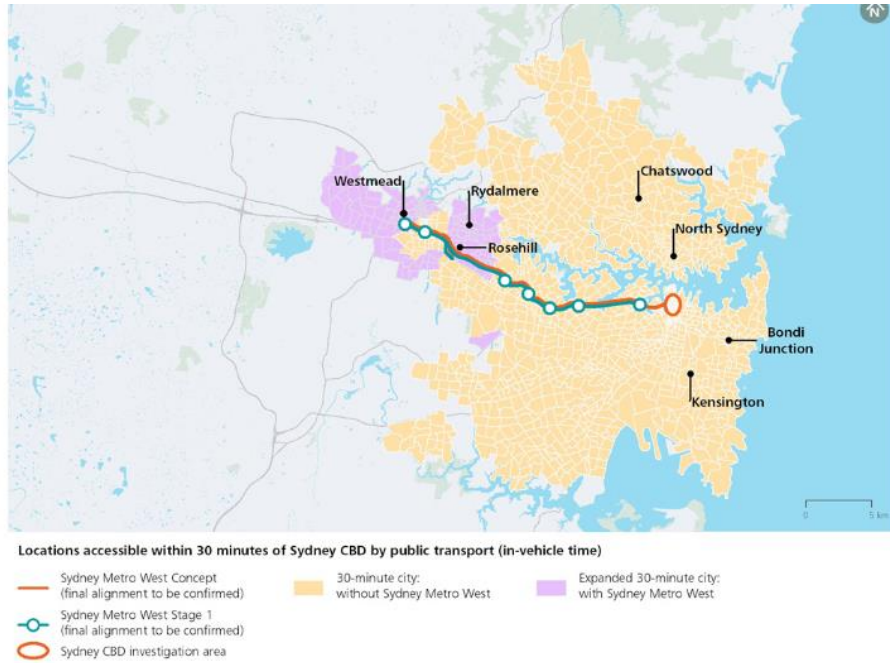 N
Westmead
Rydalmere
Chatswood
North Sydney
Rosehill
Bondi
Junction
Kensington
0 5 km
Locations accessible within 30 minutes of Sydney CBD by public transport (in-vehicle time)
Sydney Metro West Concept
(final alignment to be confirmed)
30-minute city:
without Sydney Metro West
Expanded 30-minute city:
with Sydney Metro West
Sydney Metro West Stage 1
(final alignment to be confirmed)
Sydney CBD investigation area